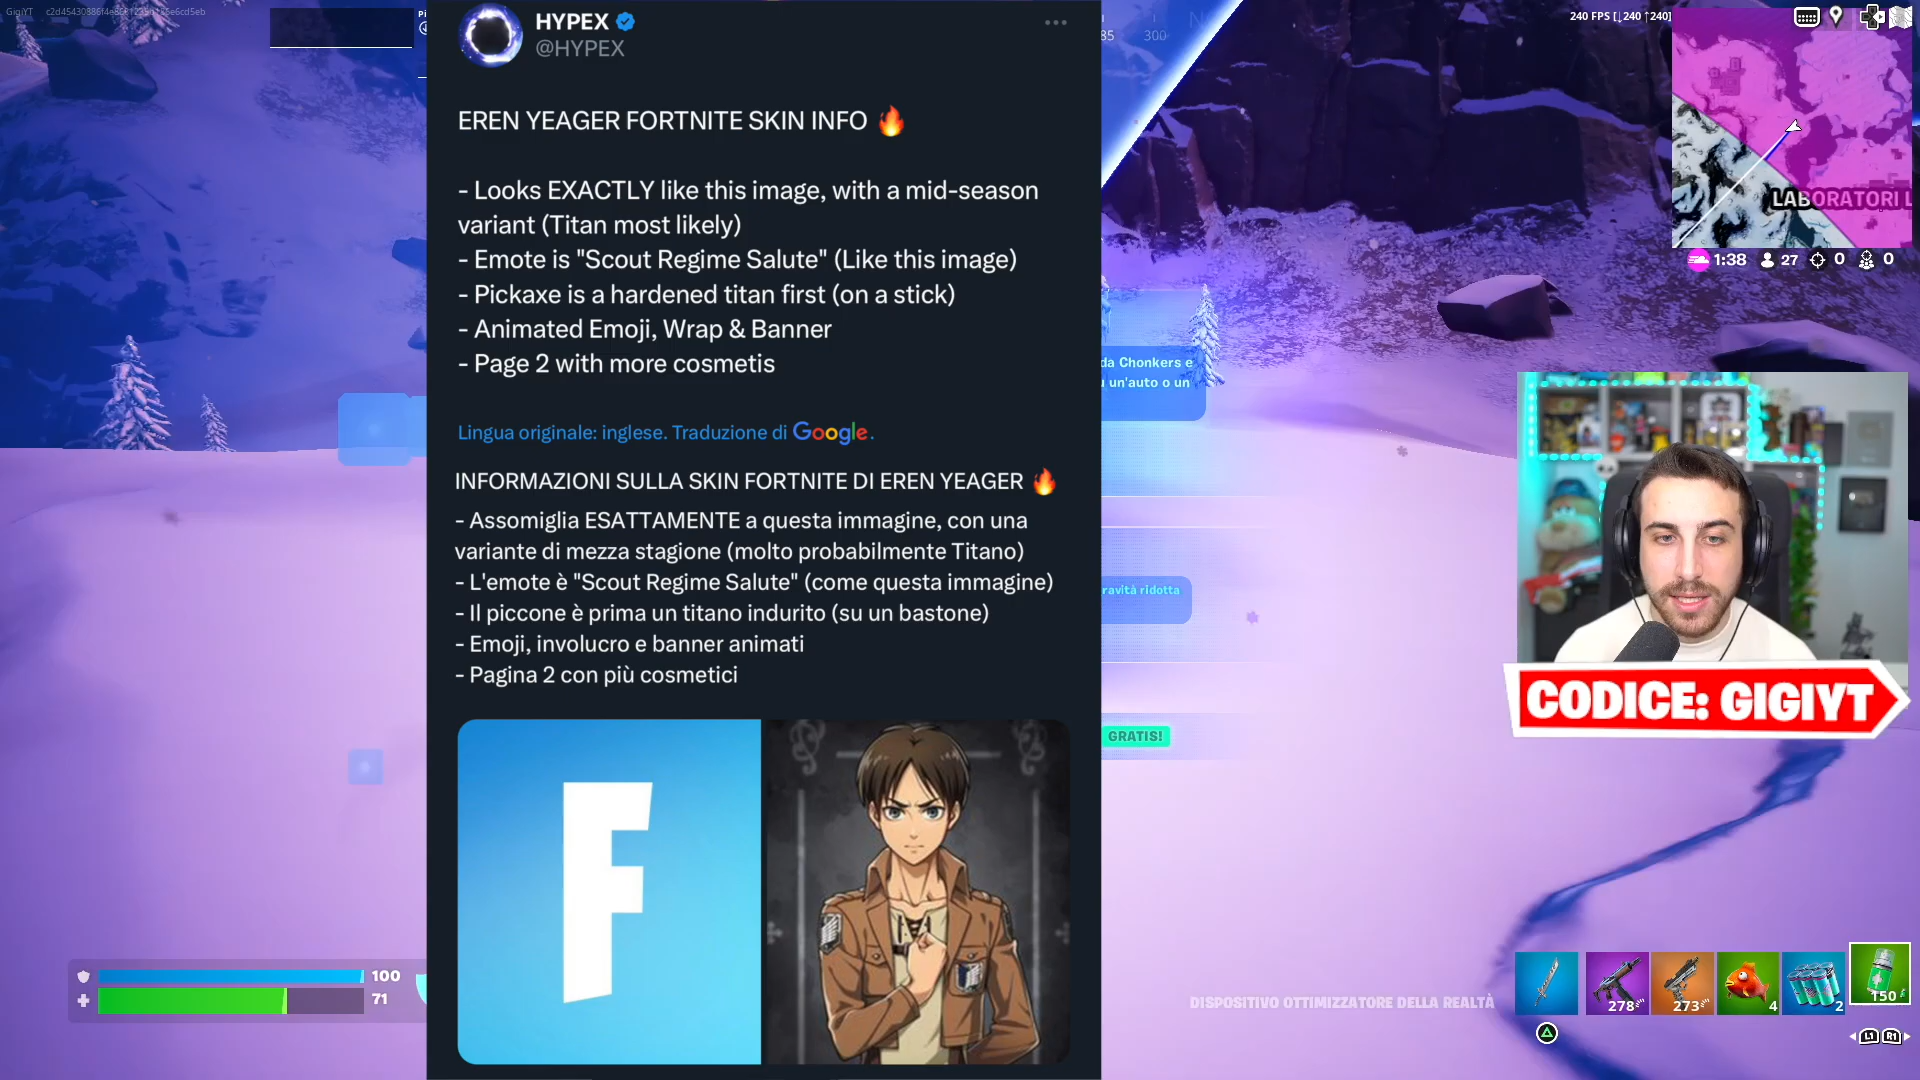 GigiYT
HYPEX
@HYPEX
EREN YEAGER FORTNITE SKIN INFO 🔥
- Looks EXACTLY like this image, with a mid-season
variant (Titan most likely)
- Emote is "Scout Regime Salute" (Like this image)
- Pickaxe is a hardened titan first (on a stick)
- Animated Emoji, Wrap & Banner
- Page 2 with more cosmetis
Lingua originale: inglese. Traduzione di Google.
INFORMAZIONI SULLA SKIN FORTNITE DI EREN YEAGER 🔥
- Assomiglia ESATTAMENTE a questa immagine, con una
variante di mezza stagione (molto probabilmente Titano)
- L'emote è "Scout Regime Salute" (come questa immagine)
- Il piccone è prima un titano indurito (su un bastone)
- Emoji, involucro e banner animati
- Pagina 2 con più cosmetici
F
85 300 N
240 FPS [↓240 ↑240]
LABORATORI L
1:38 27 0 0
da Chonkers e
un'auto o un
ravità ridotta
GRATIS!
CODICE: GIGIYT
100
71
DISPOSITIVO OTTIMIZZATORE DELLA REALTÀ
278 273 4 2 150
L1 R1